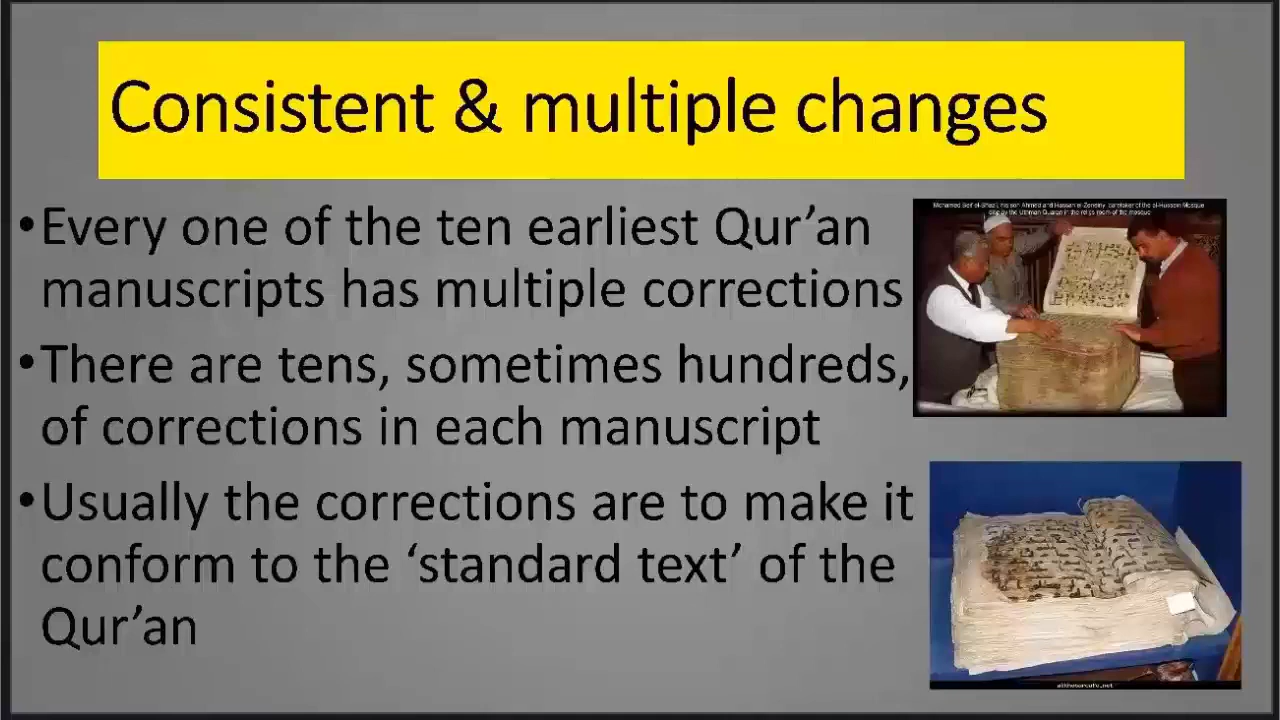 Consistent & multiple changes
•Every one of the ten earliest Qur’an
manuscripts has multiple corrections
•There are tens, sometimes hundreds,
of corrections in each manuscript
•Usually the corrections are to make it
conform to the ‘standard text’ of the
Qur’an